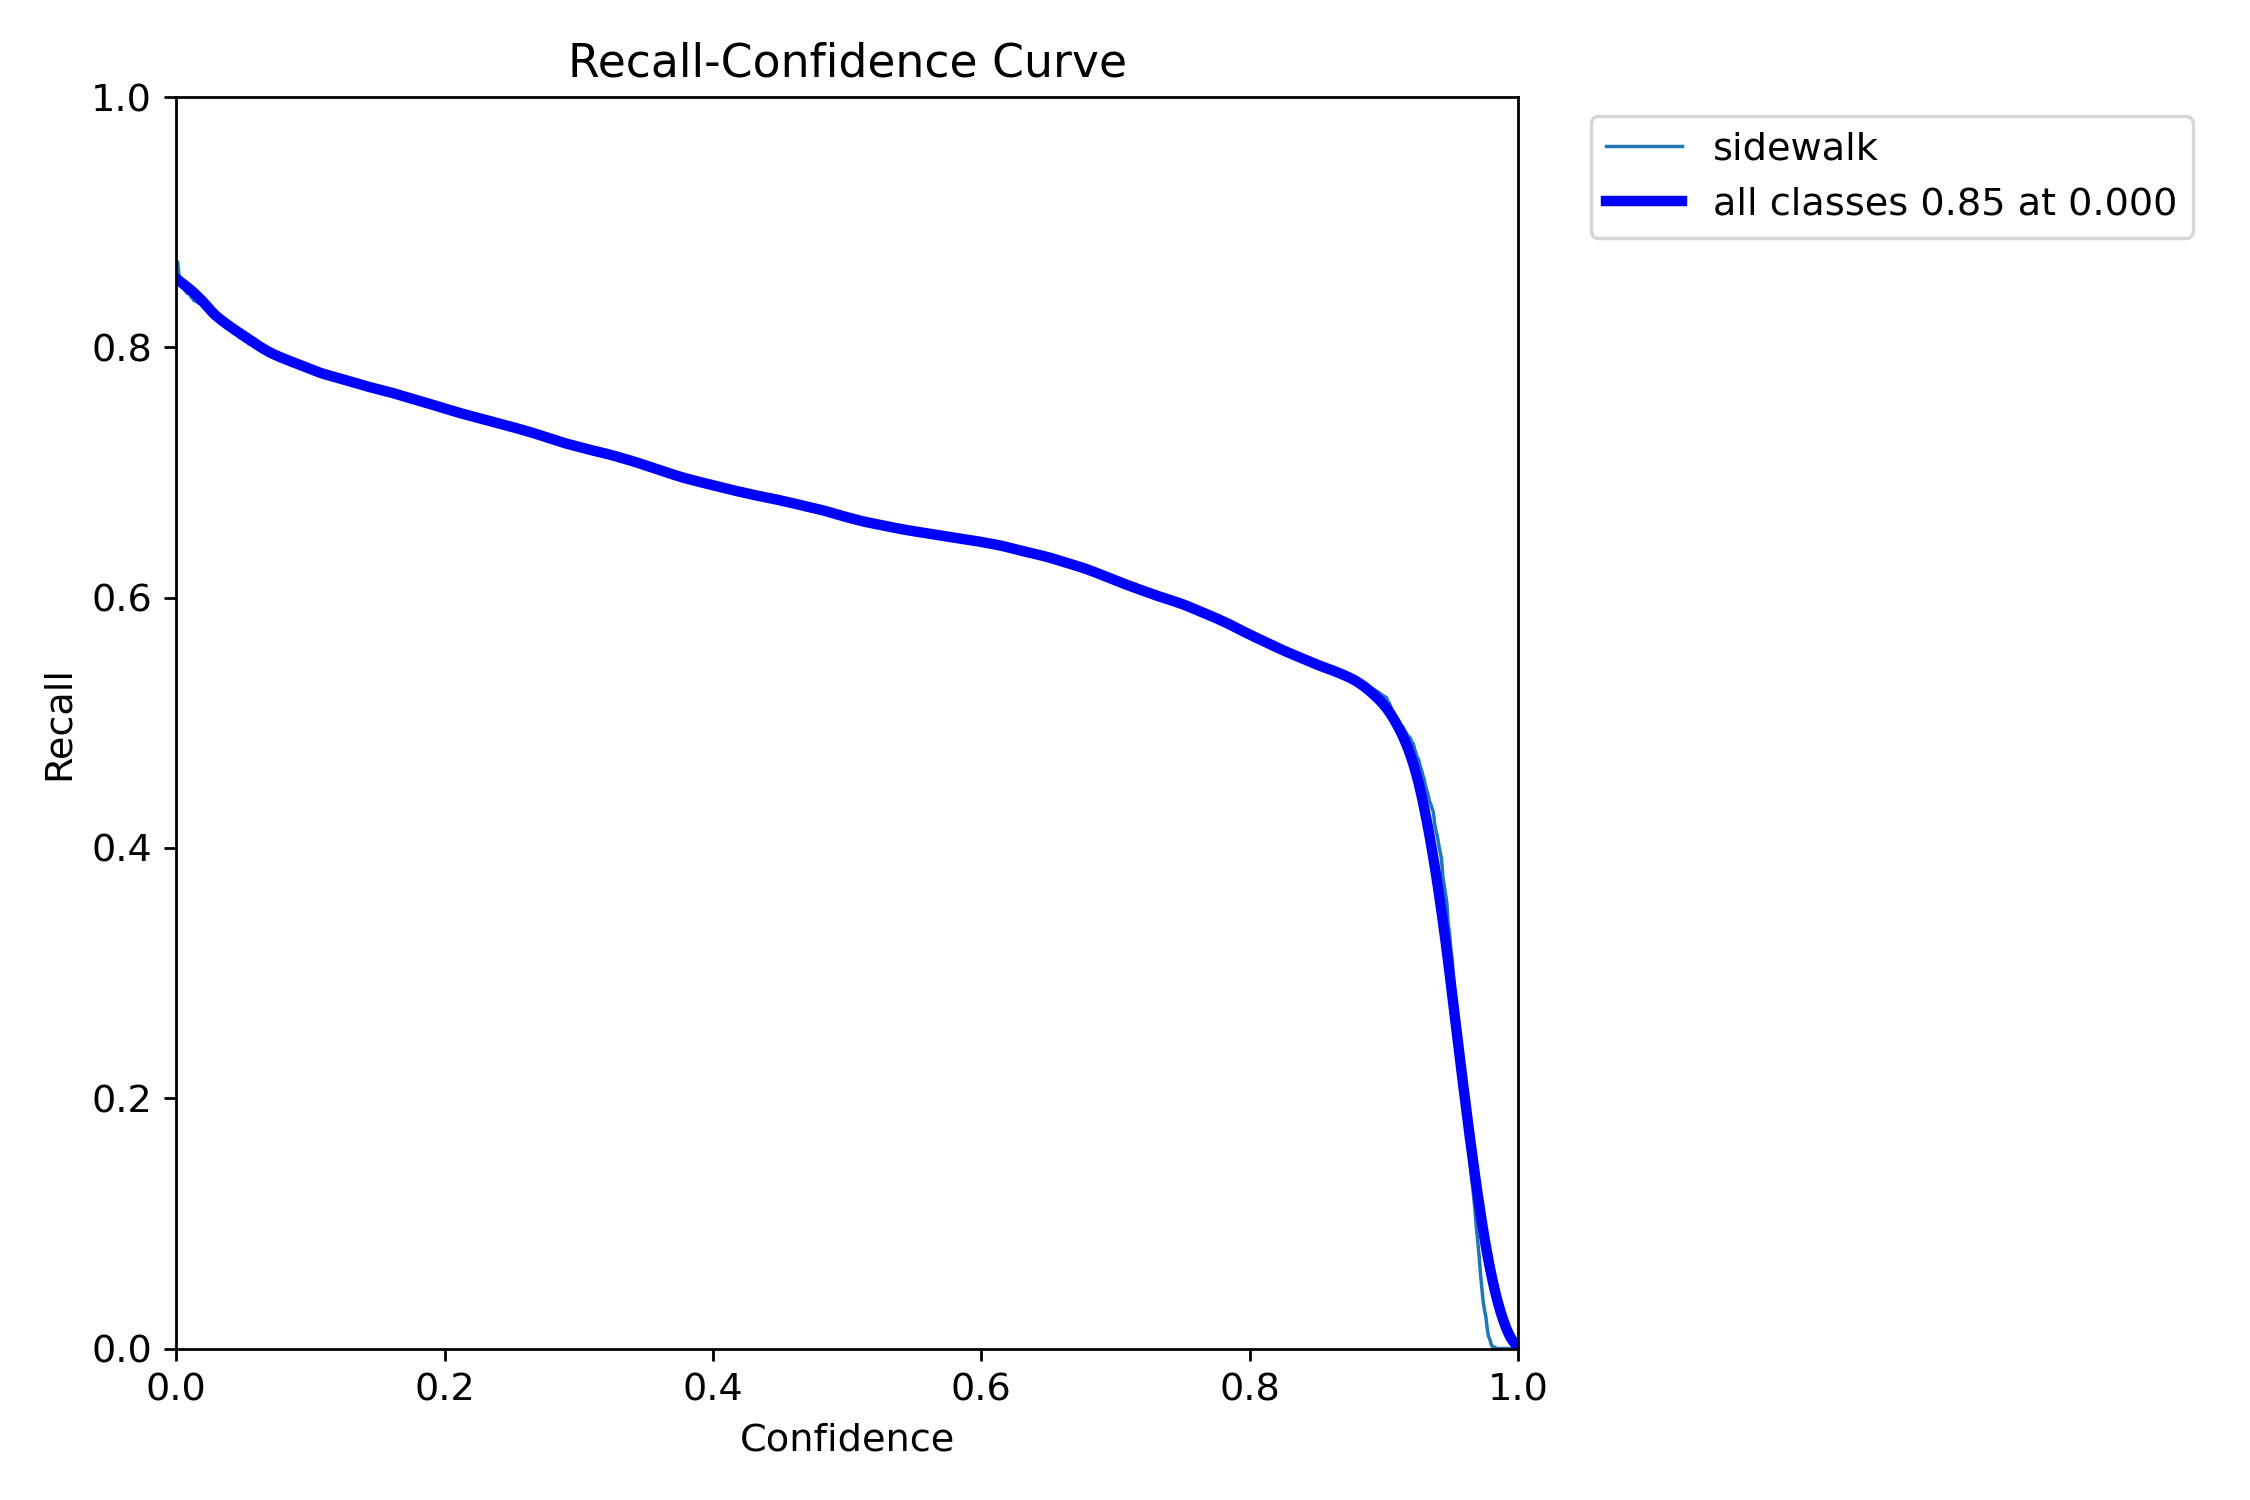 Recall-Confidence Curve
1.0
0.8
0.6
0.4
0.2
0.0
Recall
0.0 0.2 0.4 0.6 0.8 1.0
Confidence
sidewalk
all classes 0.85 at 0.000